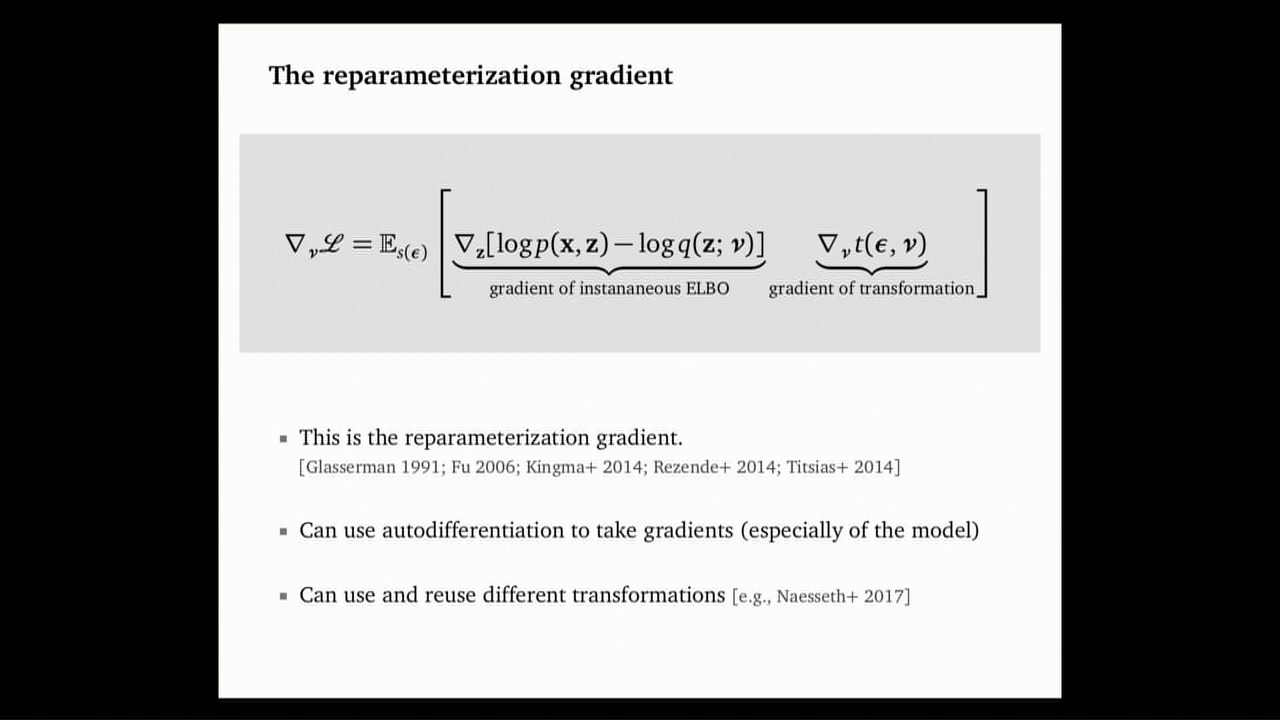 The reparameterization gradient
∇_ν ℒ = 𝔼_{s(ϵ)} [ ∇_z[log p(x, z) − log q(z; ν)] ∇_ν t(ϵ, ν) ]
gradient of instananeous ELBO gradient of transformation
▪ This is the reparameterization gradient.
[Glasserman 1991; Fu 2006; Kingma+ 2014; Rezende+ 2014; Titsias+ 2014]
▪ Can use autodifferentiation to take gradients (especially of the model)
▪ Can use and reuse different transformations [e.g., Naesseth+ 2017]